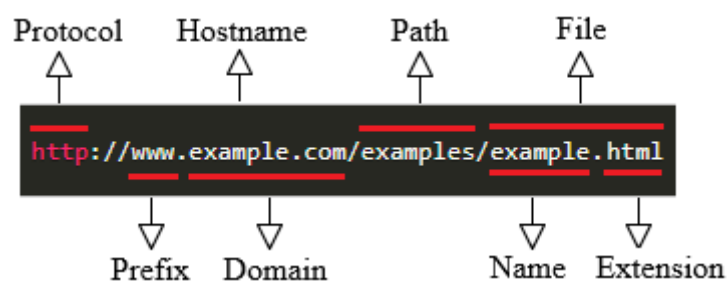 Protocol Hostname Path File
http://www.example.com/examples/example.html
Prefix Domain Name Extension